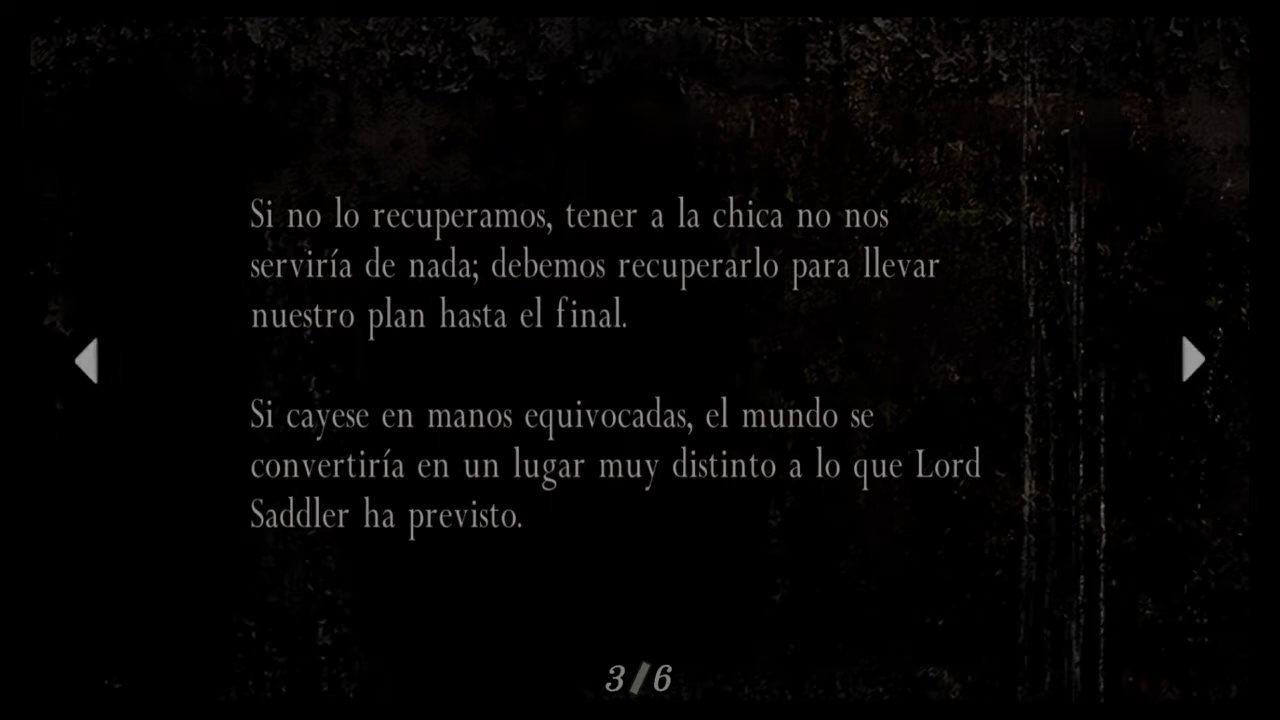 Si no lo recuperamos, tener a la chica no nos
serviría de nada; debemos recuperarlo para llevar
nuestro plan hasta el final.
Si cayese en manos equivocadas, el mundo se
convertiría en un lugar muy distinto a lo que Lord
Saddler ha previsto.
3/6